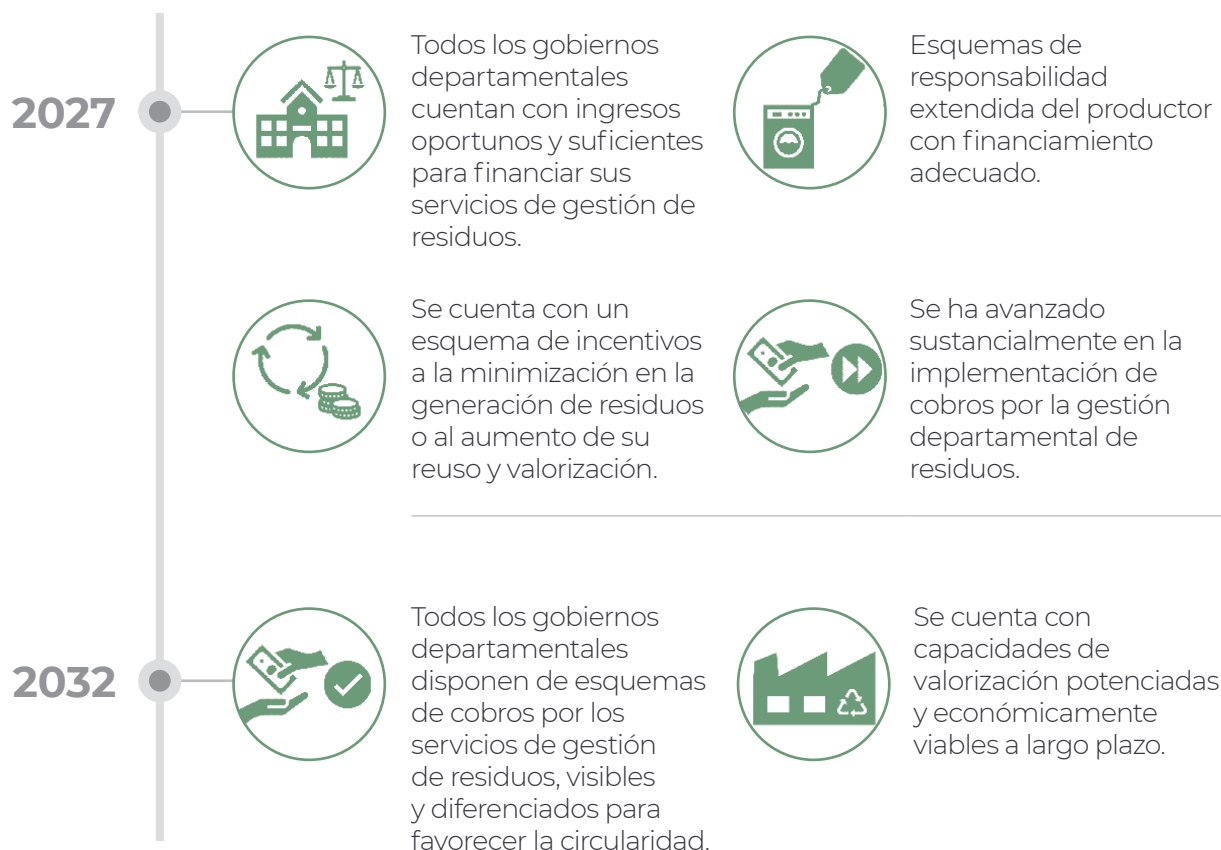 2027
Todos los gobiernos
departamentales
cuentan con ingresos
oportunos y suficientes
para financiar sus
servicios de gestión de
residuos.
Esquemas de
responsabilidad
extendida del productor
con financiamiento
adecuado.
Se cuenta con un
esquema de incentivos
a la minimización en la
generación de residuos
o al aumento de su
reuso y valorización.
Se ha avanzado
sustancialmente en la
implementación de
cobros por la gestión
departamental de
residuos.
2032
Todos los gobiernos
departamentales
disponen de esquemas
de cobros por los
servicios de gestión
de residuos, visibles
y diferenciados para
favorecer la circularidad.
Se cuenta con
capacidades de
valorización potenciadas
y económicamente
viables a largo plazo.